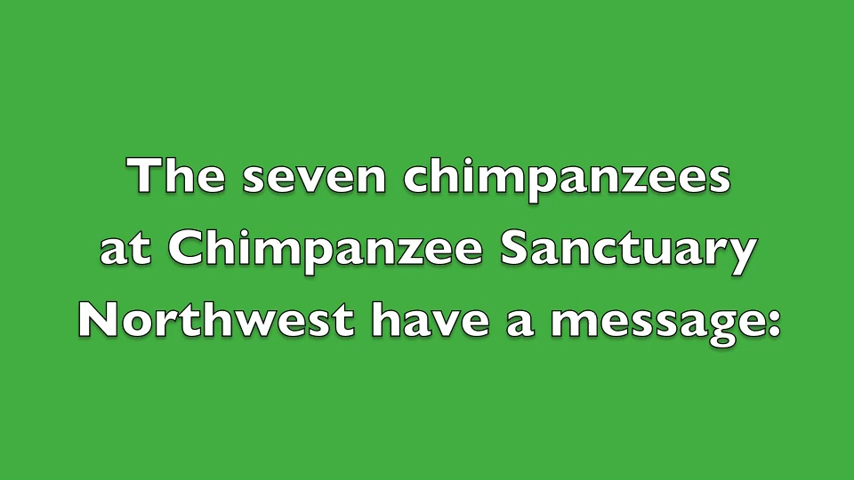 The seven chimpanzees
at Chimpanzee Sanctuary
Northwest have a message: